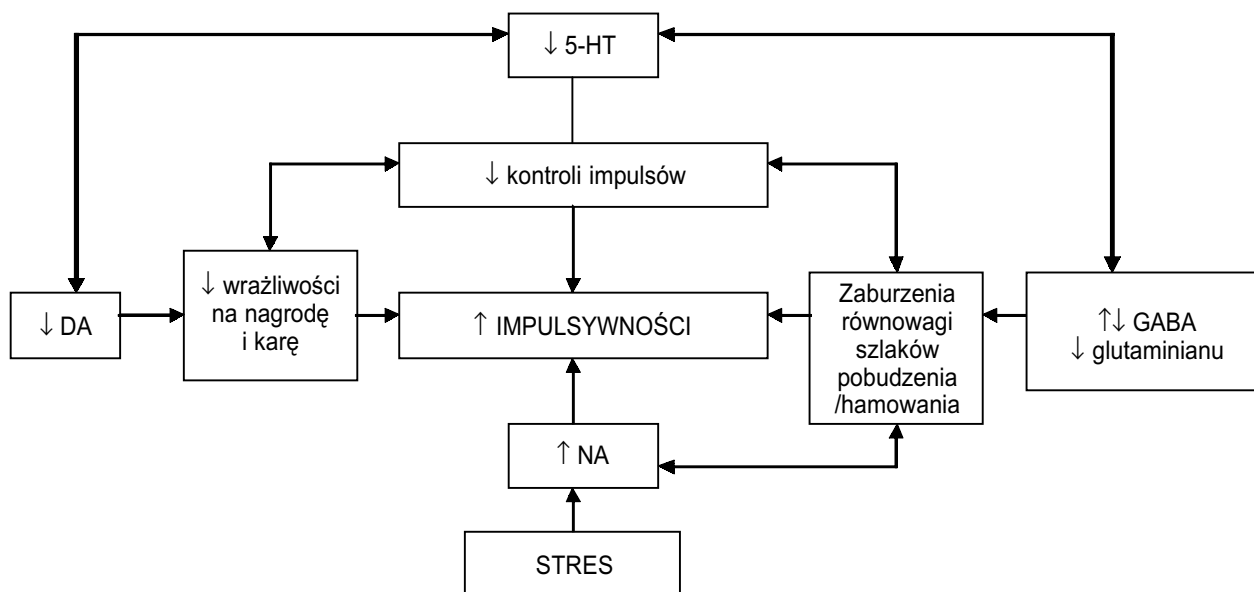 ↓ 5-HT
↓ kontroli impulsów
↓ DA
↓ wrażliwości
na nagrodę
i karę
↑ IMPULSYWNOŚCI
Zaburzenia
równowagi
szlaków
pobudzenia
/hamowania
↑↓ GABA
↓ glutaminianu
↑ NA
STRES